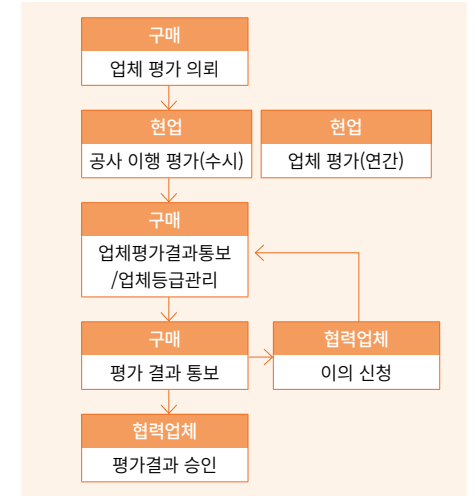 구매
업체 평가 의뢰
현업
공사 이행 평가(수시)
현업
업체 평가(연간)
구매
업체평가결과통보
/업체등급관리
구매
평가 결과 통보
협력업체
이의 신청
협력업체
평가결과 승인